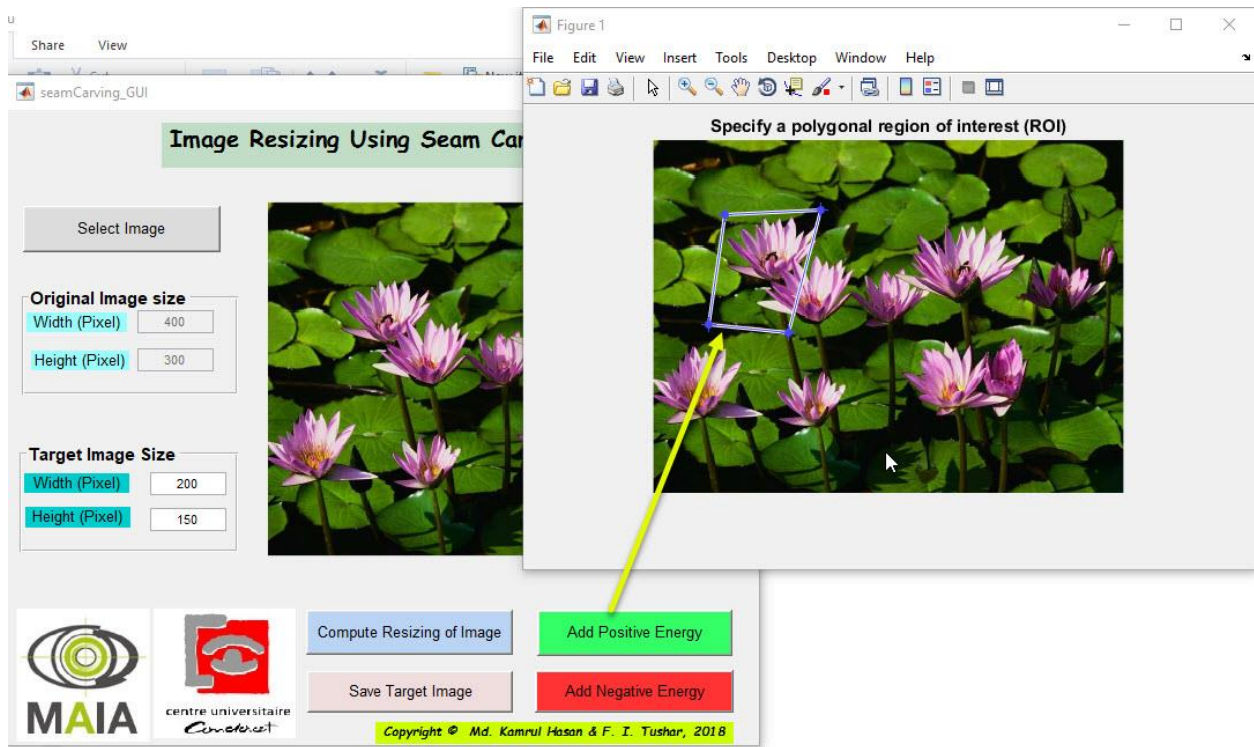 Share View
seamCarving_GUI
Image Resizing Using Seam Car
Select Image
Original Image size
Width (Pixel) 400
Height (Pixel) 300
Target Image Size
Width (Pixel) 200
Height (Pixel) 150
MAIA
centre universitaire
Condorcet
Compute Resizing of Image
Add Positive Energy
Save Target Image
Add Negative Energy
Copyright © Md. Kamrul Hasan & F. I. Tushar, 2018
Figure 1
File Edit View Insert Tools Desktop Window Help
Specify a polygonal region of interest (ROI)